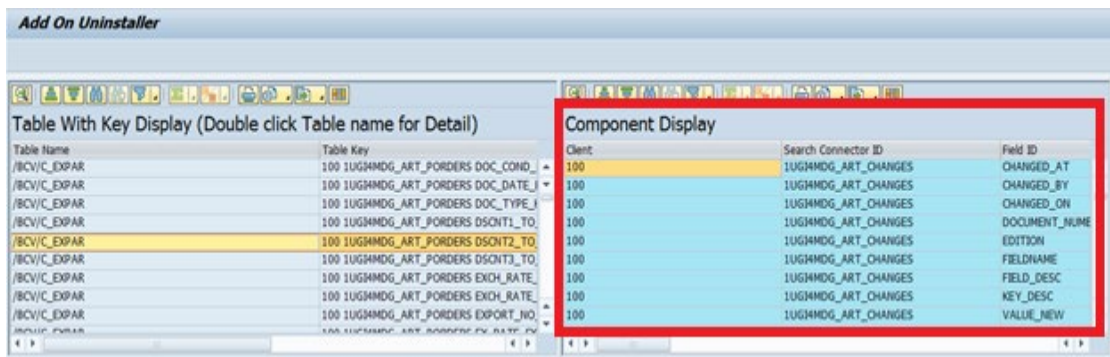 Add On Uninstaller
Table With Key Display (Double click Table name for Detail)
Table Name Table Key
/BCV/C_EXPAR 100 1UGI4MDG_ART_PORDERS DOC_COND_
/BCV/C_EXPAR 100 1UGI4MDG_ART_PORDERS DOC_DATE_
/BCV/C_EXPAR 100 1UGI4MDG_ART_PORDERS DOC_TYPE_
/BCV/C_EXPAR 100 1UGI4MDG_ART_PORDERS DSCNT1_TO_
/BCV/C_EXPAR 100 1UGI4MDG_ART_PORDERS DSCNT2_TO_
/BCV/C_EXPAR 100 1UGI4MDG_ART_PORDERS DSCNT3_TO_
/BCV/C_EXPAR 100 1UGI4MDG_ART_PORDERS EXCH_RATE_
/BCV/C_EXPAR 100 1UGI4MDG_ART_PORDERS EXCH_RATE_
/BCV/C_EXPAR 100 1UGI4MDG_ART_PORDERS EXPORT_NO_
Component Display
Client Search Connector ID Field ID
100 1UGI4MDG_ART_CHANGES CHANGED_AT
100 1UGI4MDG_ART_CHANGES CHANGED_BY
100 1UGI4MDG_ART_CHANGES CHANGED_ON
100 1UGI4MDG_ART_CHANGES DOCUMENT_NUME
100 1UGI4MDG_ART_CHANGES EDITION
100 1UGI4MDG_ART_CHANGES FIELDNAME
100 1UGI4MDG_ART_CHANGES FIELD_DESC
100 1UGI4MDG_ART_CHANGES KEY_DESC
100 1UGI4MDG_ART_CHANGES VALUE_NEW